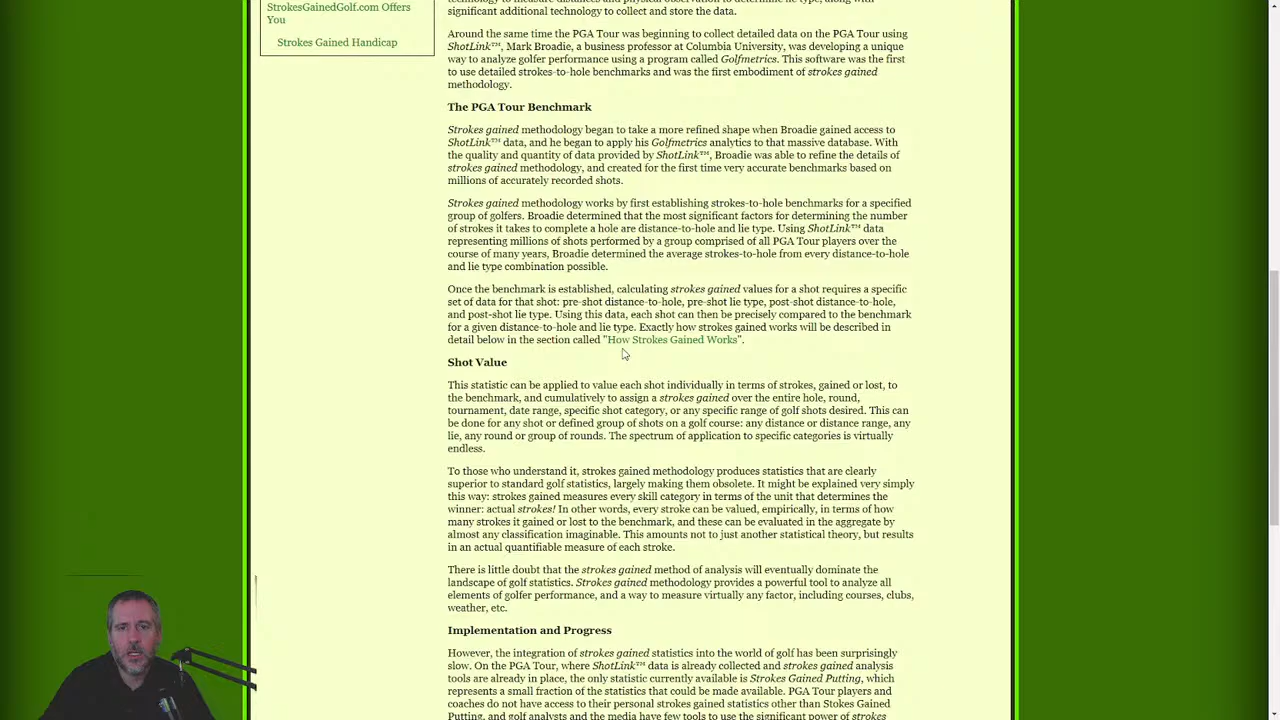 StrokesGainedGolf.com Offers
You
Strokes Gained Handicap
technology to measure distances and physical observation to determine lie type, along with
significant additional technology to collect and store the data.
Around the same time the PGA Tour was beginning to collect detailed data on the PGA Tour using
ShotLink™, Mark Broadie, a business professor at Columbia University, was developing a unique
way to analyze golfer performance using a program called Golfmetrics. This software was the first
to use detailed strokes-to-hole benchmarks and was the first embodiment of strokes gained
methodology.
The PGA Tour Benchmark
Strokes gained methodology began to take a more refined shape when Broadie gained access to
ShotLink™ data, and he began to apply his Golfmetrics analytics to that massive database. With
the quality and quantity of data provided by ShotLink™, Broadie was able to refine the details of
strokes gained methodology, and created for the first time very accurate benchmarks based on
millions of accurately recorded shots.
Strokes gained methodology works by first establishing strokes-to-hole benchmarks for a specified
group of golfers. Broadie determined that the most significant factors for determining the number
of strokes it takes to complete a hole are distance-to-hole and lie type. Using ShotLink™ data
representing millions of shots performed by a group comprised of all PGA Tour players over the
course of many years, Broadie determined the average strokes-to-hole from every distance-to-hole
and lie type combination possible.
Once the benchmark is established, calculating strokes gained values for a shot requires a specific
set of data for that shot: pre-shot distance-to-hole, pre-shot lie type, post-shot distance-to-hole,
and post-shot lie type. Using this data, each shot can then be precisely compared to the benchmark
for a given distance-to-hole and lie type. Exactly how strokes gained works will be described in
detail below in the section called "How Strokes Gained Works".
Shot Value
This statistic can be applied to value each shot individually in terms of strokes, gained or lost, to
the benchmark, and cumulatively to assign a strokes gained over the entire hole, round,
tournament, date range, specific shot category, or any specific range of golf shots desired. This can
be done for any shot or defined group of shots on a golf course: any distance or distance range, any
lie, any round or group of rounds. The spectrum of application to specific categories is virtually
endless.
To those who understand it, strokes gained methodology produces statistics that are clearly
superior to standard golf statistics, largely making them obsolete. It might be explained very simply
this way: strokes gained measures every skill category in terms of the unit that determines the
winner: actual strokes! In other words, every stroke can be valued, empirically, in terms of how
many strokes it gained or lost to the benchmark, and these can be evaluated in the aggregate by
almost any classification imaginable. This amounts not to just another statistical theory, but results
in an actual quantifiable measure of each stroke.
There is little doubt that the strokes gained method of analysis will eventually dominate the
landscape of golf statistics. Strokes gained methodology provides a powerful tool to analyze all
elements of golfer performance, and a way to measure virtually any factor, including courses, clubs,
weather, etc.
Implementation and Progress
However, the integration of strokes gained statistics into the world of golf has been surprisingly
slow. On the PGA Tour, where ShotLink™ data is already collected and strokes gained analysis
tools are already in place, the only statistic currently available is Strokes Gained Putting, which
represents a small fraction of the statistics that could be made available. PGA Tour players and
coaches do not have access to their personal strokes gained statistics other than Stokes Gained
Putting, and golf analysts and the media have few tools to use the significant power of strokes